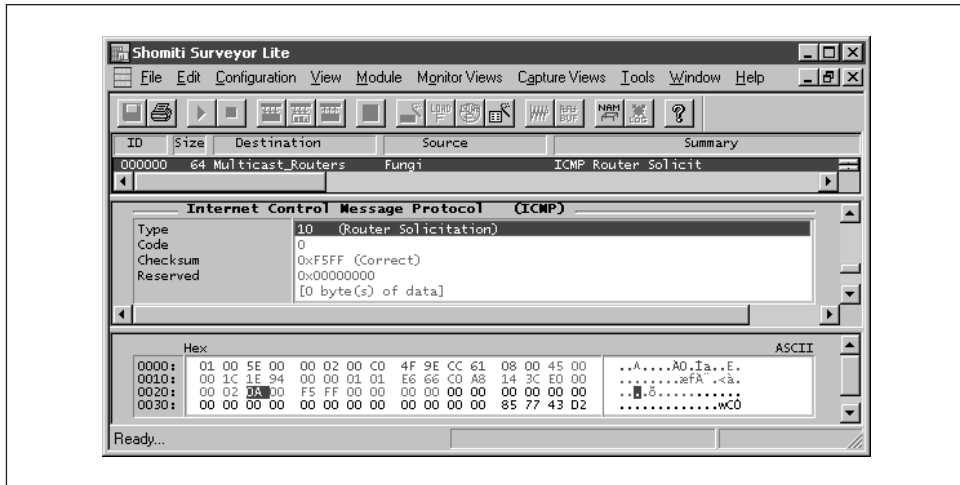 Shomiti Surveyor Lite
File Edit Configuration View Module Monitor Views Capture Views Tools Window Help
NAM
ID Size Destination Source Summary
000000 64 Multicast_Routers Fungi ICMP Router Solicit
Internet Control Message Protocol (ICMP)
Type 10 (Router Solicitation)
Code 0
Checksum 0xF5FF (Correct)
Reserved 0x00000000
[0 byte(s) of data]
Hex ASCII
0000: 01 00 5E 00 00 02 00 C0 4F 9E CC 61 08 00 45 00
0010: 00 1C 1E 94 00 00 01 01 E6 66 C0 A8 14 3C E0 00
0020: 00 02 0A 00 F5 FF 00 00 00 00 00 00 00 00 00 00
0030: 00 00 00 00 00 00 00 00 00 00 00 00 85 77 43 D2
Ready...